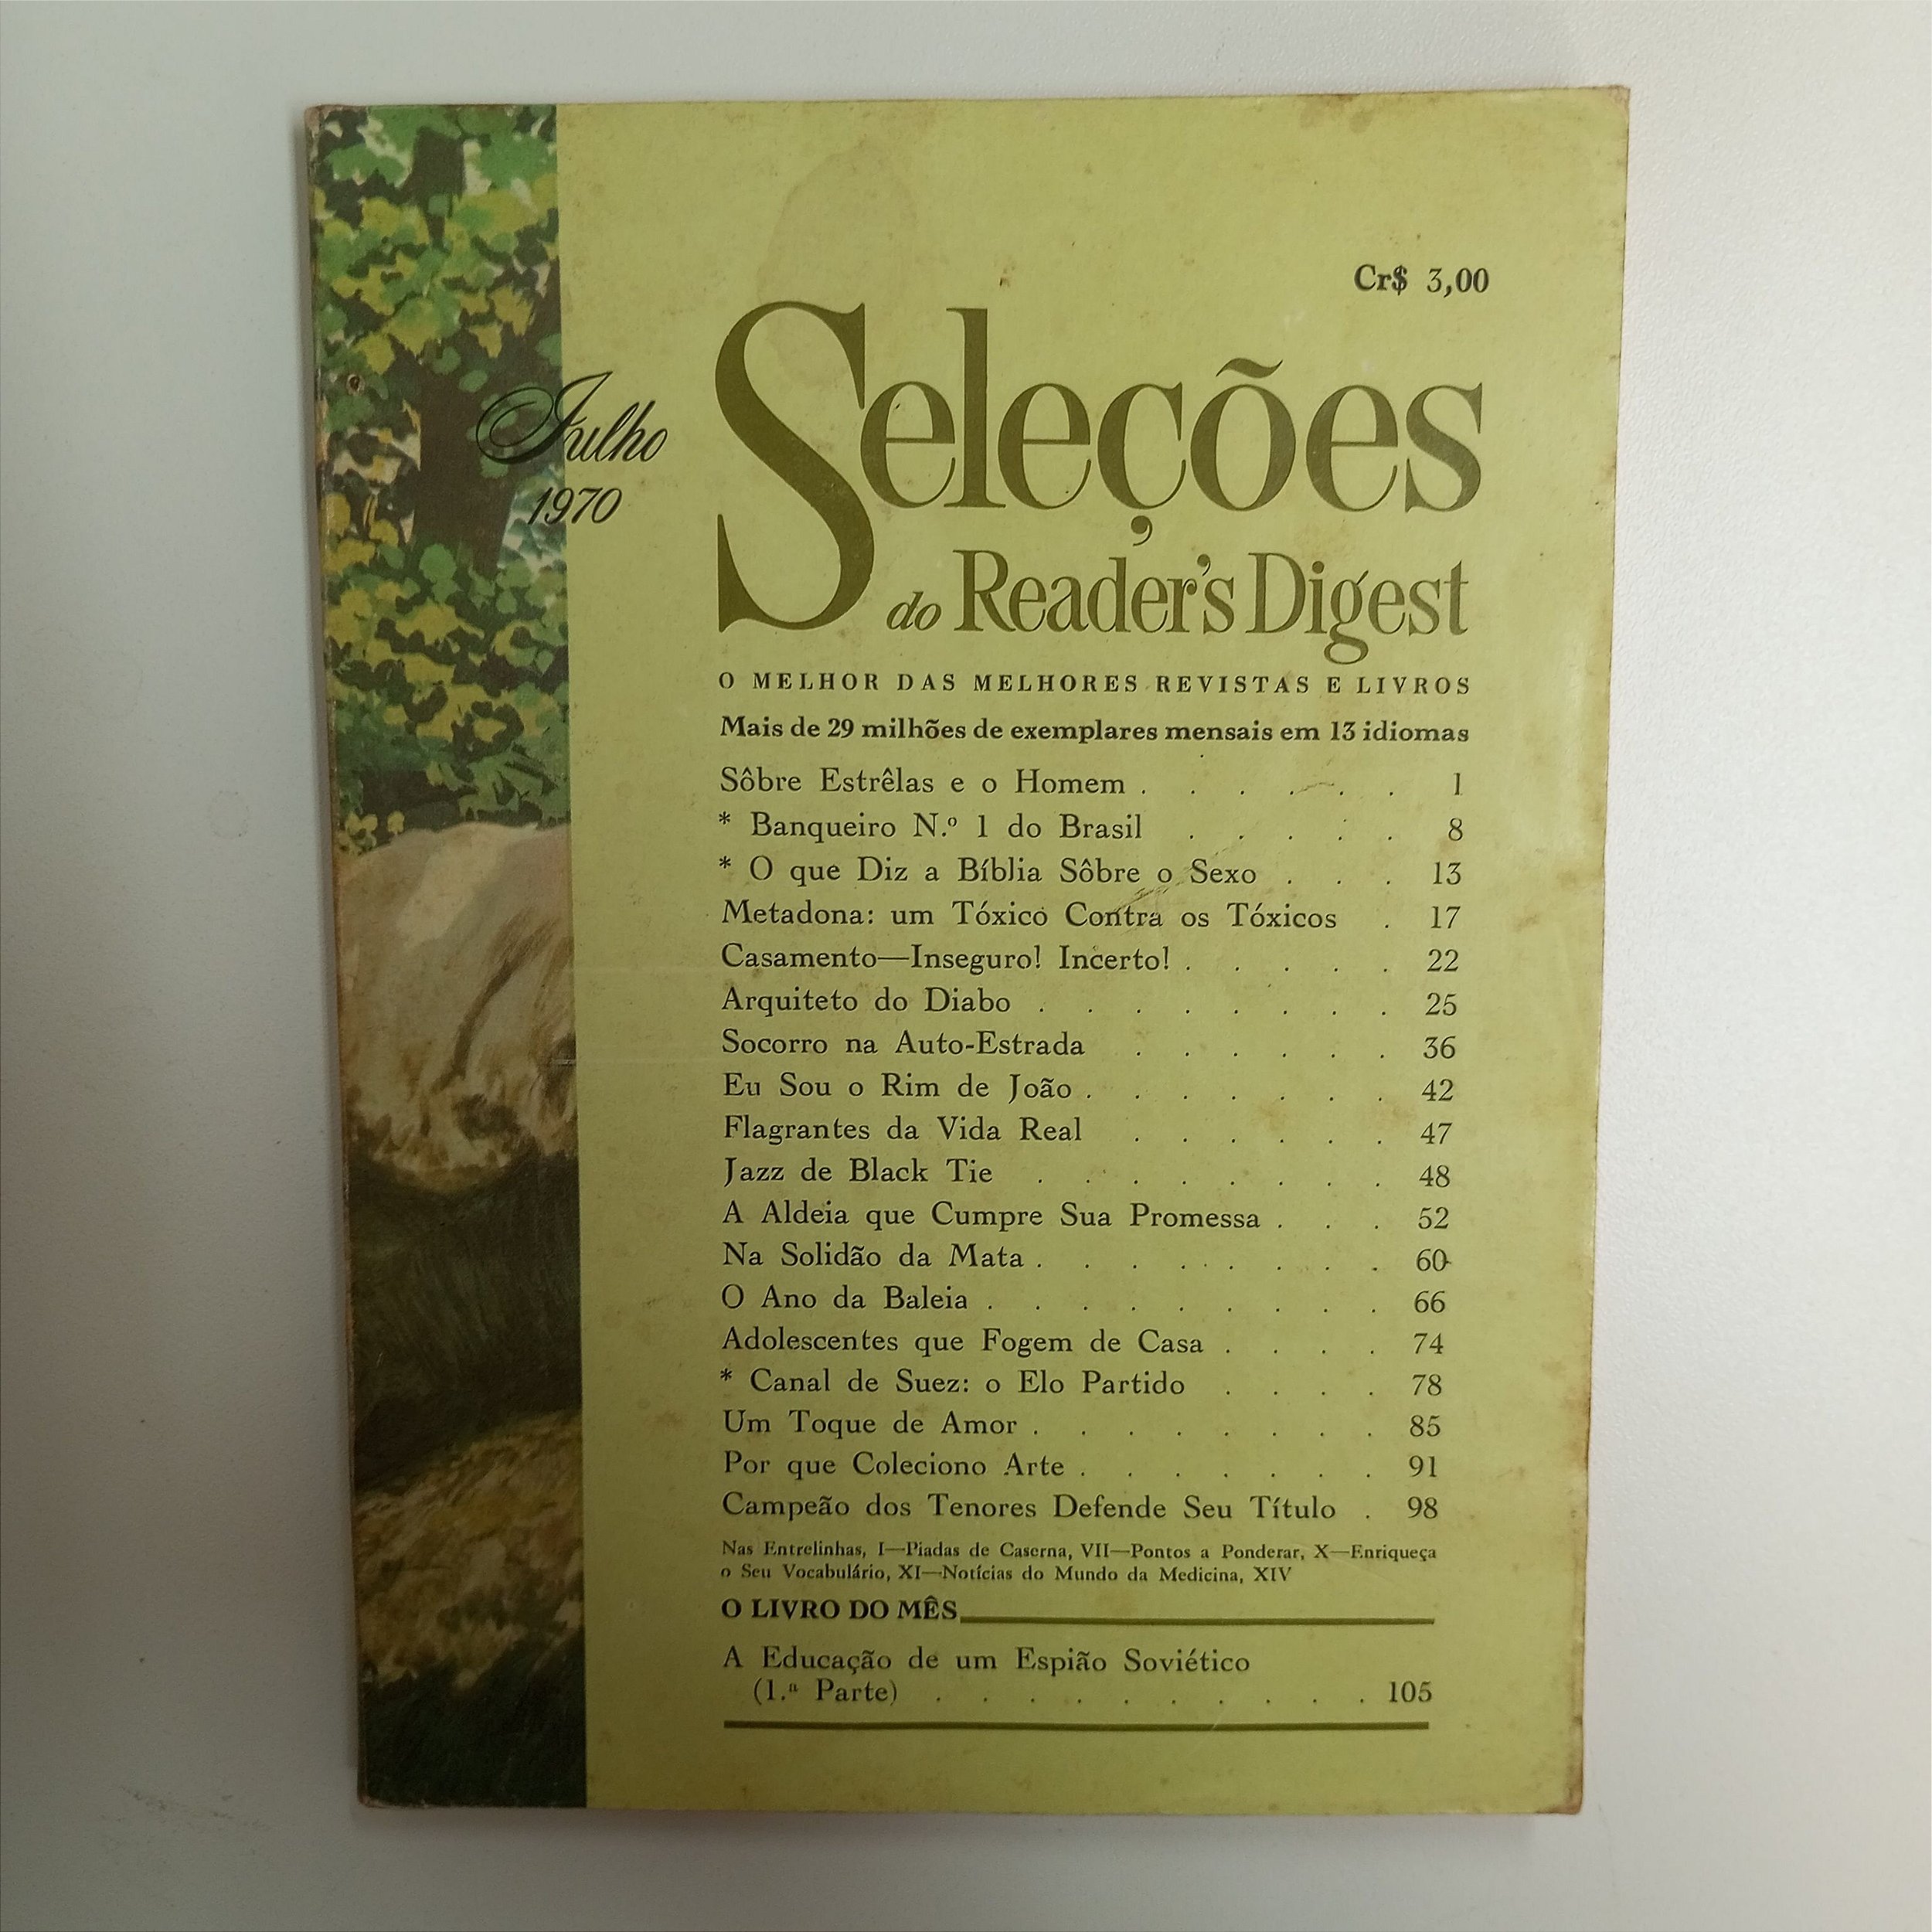 Cr$ 3,00
Julho
1970
Seleções
do Reader's Digest
O MELHOR DAS MELHORES REVISTAS E LIVROS
Mais de 29 milhões de exemplares mensais em 13 idiomas
Sôbre Estrêlas e o Homem . . . . . . 1
* Banqueiro N.º 1 do Brasil . . . . . 8
* O que Diz a Bíblia Sôbre o Sexo . . . 13
Metadona: um Tóxico Contra os Tóxicos . 17
Casamento—Inseguro! Incerto! . . . . . 22
Arquiteto do Diabo . . . . . . . . 25
Socorro na Auto-Estrada . . . . . . 36
Eu Sou o Rim de João . . . . . . . 42
Flagrantes da Vida Real . . . . . . 47
Jazz de Black Tie . . . . . . . . 48
A Aldeia que Cumpre Sua Promessa . . . 52
Na Solidão da Mata . . . . . . . . 60
O Ano da Baleia . . . . . . . . . 66
Adolescentes que Fogem de Casa . . . . 74
* Canal de Suez: o Elo Partido . . . . 78
Um Toque de Amor . . . . . . . . 85
Por que Coleciono Arte . . . . . . . 91
Campeão dos Tenores Defende Seu Título . 98
Nas Entrelinhas, I—Piadas de Caserna, VII—Pontos a Ponderar, X—Enriqueça
o Seu Vocabulário, XI—Notícias do Mundo da Medicina, XIV
O LIVRO DO MÊS
A Educação de um Espião Soviético
(1.ª Parte) . . . . . . . . . . 105